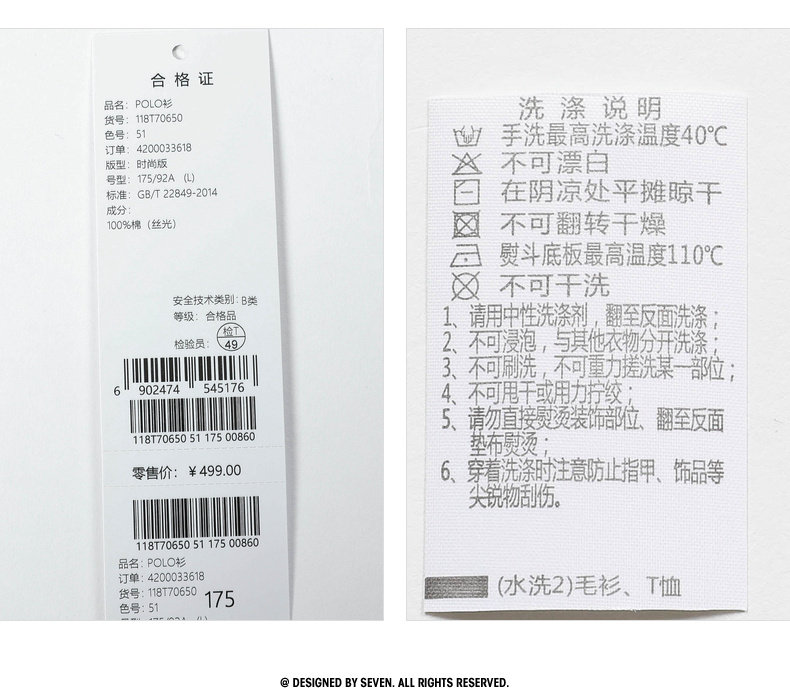 合格证
品名: POLO衫
货号: 118T70650
色号: 51
订单: 4200033618
版型: 时尚版
号型: 175/92A (L)
标准: GB/T 22849-2014
成分:
100%棉 (丝光)
安全技术类别: B类
等级: 合格品
检T
检验员: 49
6 902474 545176
118T70650 51 175 00860
零售价: ¥499.00
118T70650 51 175 00860
品名: POLO衫
订单: 4200033618
货号: 118T70650 175
色号: 51
号型: 175/92A (L)
洗涤说明
手洗最高洗涤温度40℃
不可漂白
在阴凉处平摊晾干
不可翻转干燥
熨斗底板最高温度110℃
不可干洗
1、请用中性洗涤剂，翻至反面洗涤；
2、不可浸泡，与其他衣物分开洗涤；
3、不可刷洗，不可重力搓洗某一部位；
4、不可甩干或用力拧绞；
5、请勿直接熨烫装饰部位、翻至反面
垫布熨烫；
6、穿着洗涤时注意防止指甲、饰品等
尖锐物刮伤。
(水洗2)毛衫、T恤
@ DESIGNED BY SEVEN. ALL RIGHTS RESERVED.